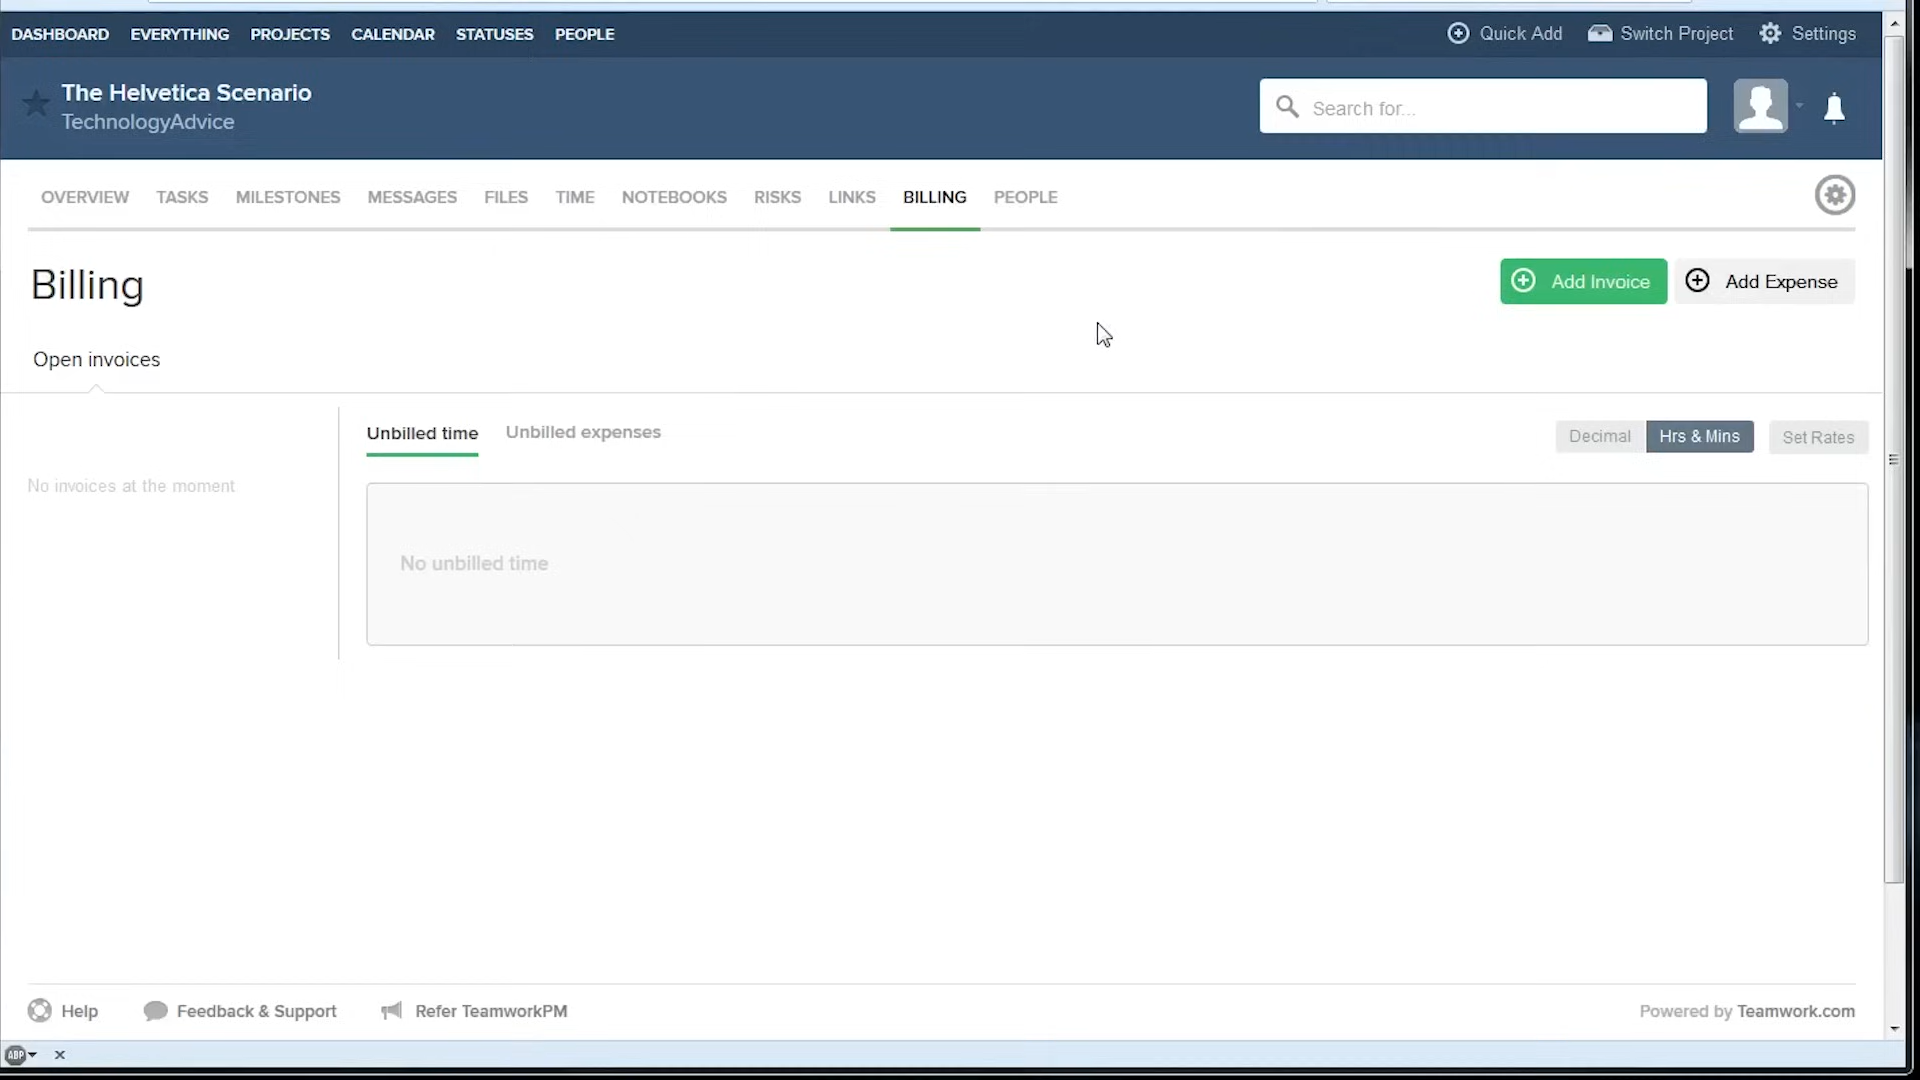 DASHBOARD EVERYTHING PROJECTS CALENDAR STATUSES PEOPLE Quick Add Switch Project Settings
The Helvetica Scenario
TechnologyAdvice
Search for...
OVERVIEW TASKS MILESTONES MESSAGES FILES TIME NOTEBOOKS RISKS LINKS BILLING PEOPLE
Billing
Add Invoice Add Expense
Open invoices
Unbilled time Unbilled expenses Decimal Hrs & Mins Set Rates
No invoices at the moment
No unbilled time
Help Feedback & Support Refer TeamworkPM Powered by Teamwork.com
ABP